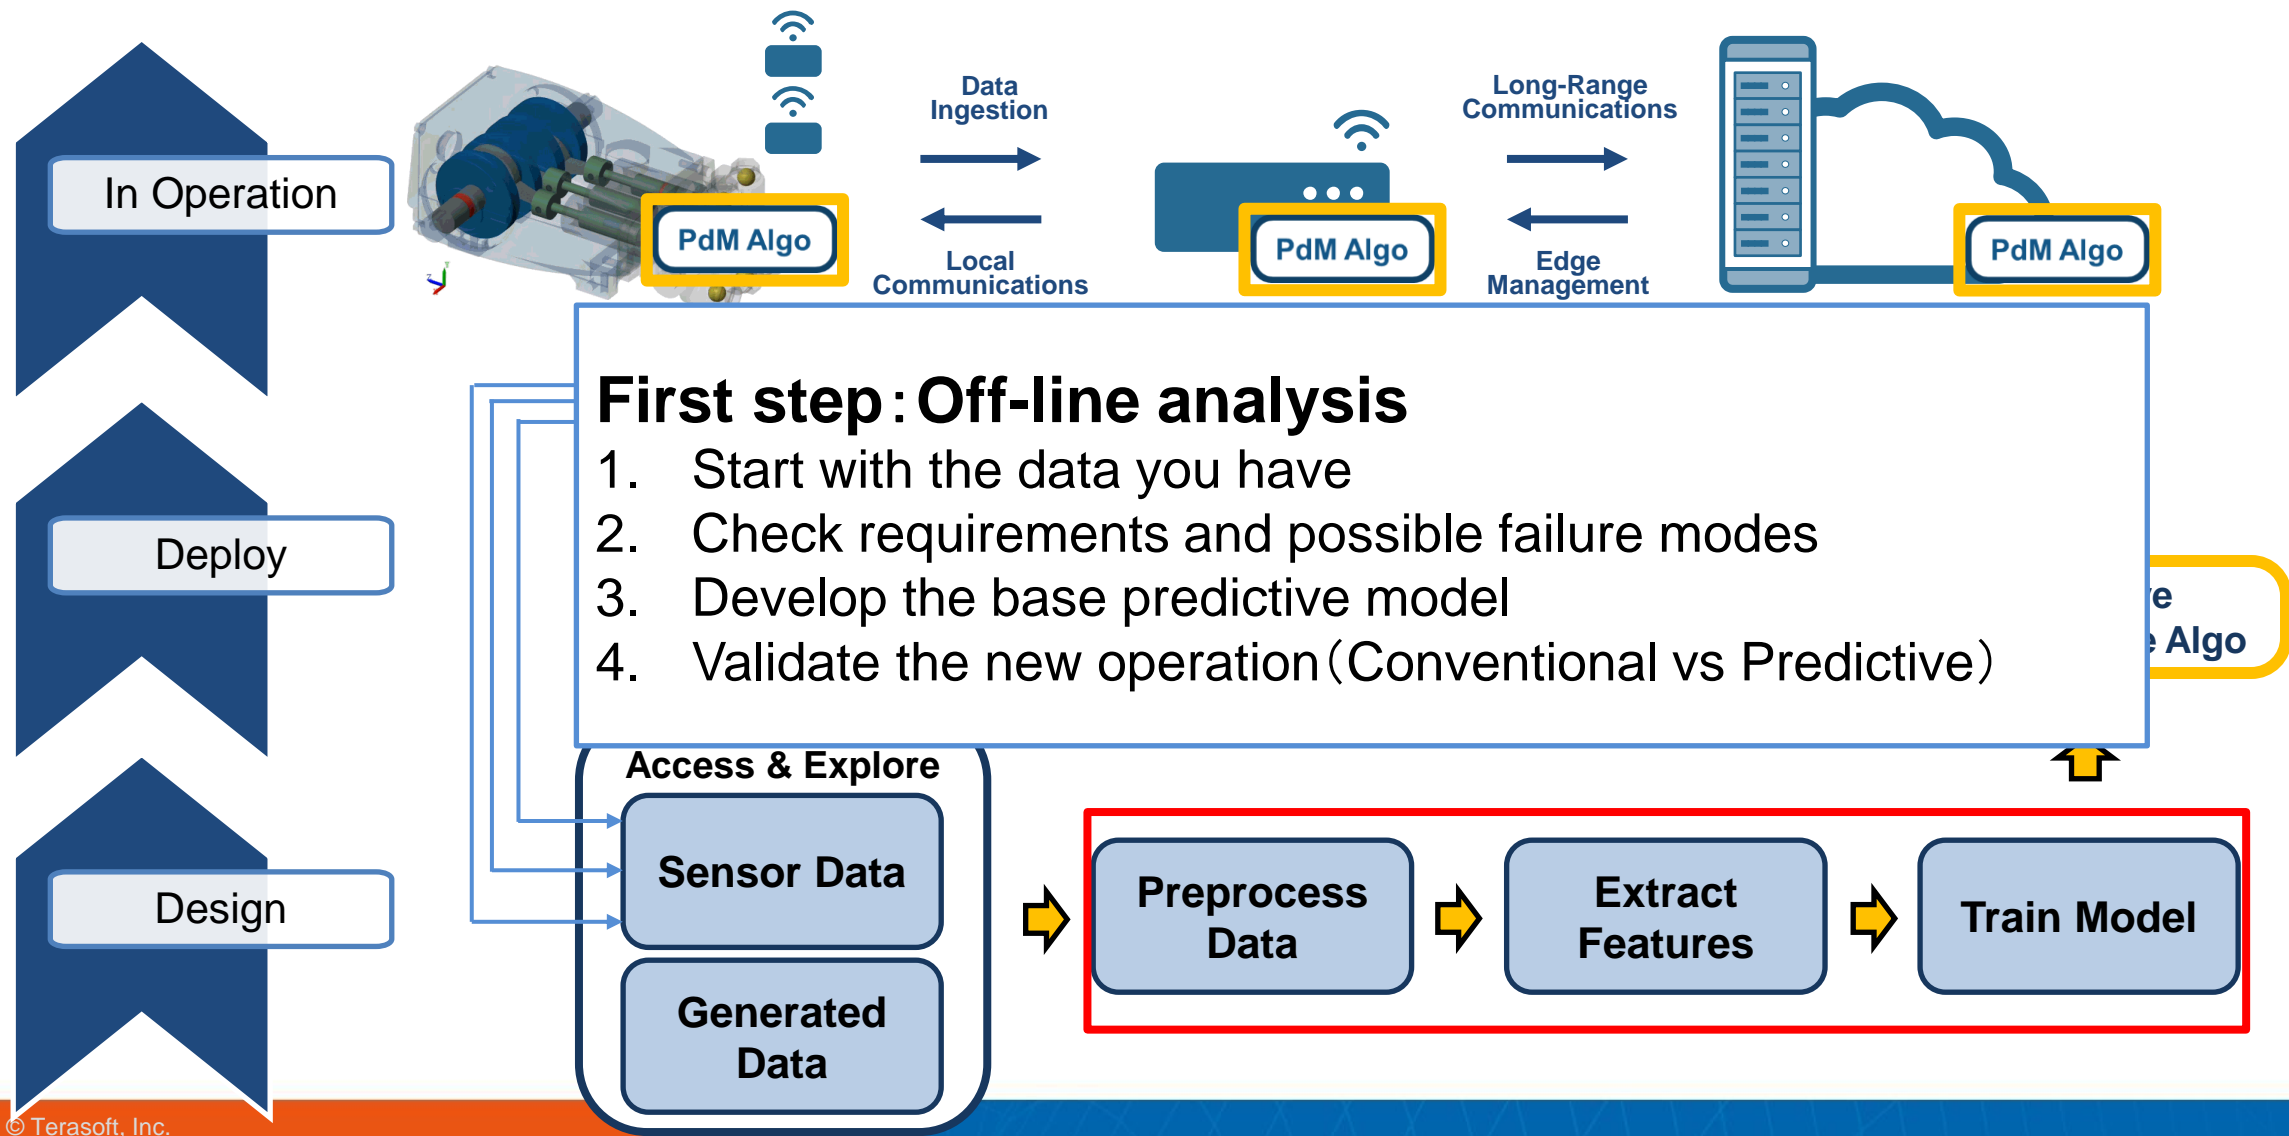 Data
Ingestion
Long-Range
Communications
In Operation
PdM Algo
PdM Algo
PdM Algo
Local
Communications
Edge
Management
First step：Off-line analysis
1. Start with the data you have
2. Check requirements and possible failure modes
3. Develop the base predictive model
4. Validate the new operation（Conventional vs Predictive）
Deploy
Algo
Access & Explore
Sensor Data
Generated
Data
Preprocess
Data
Extract
Features
Train Model
Design
© Terasoft, Inc.